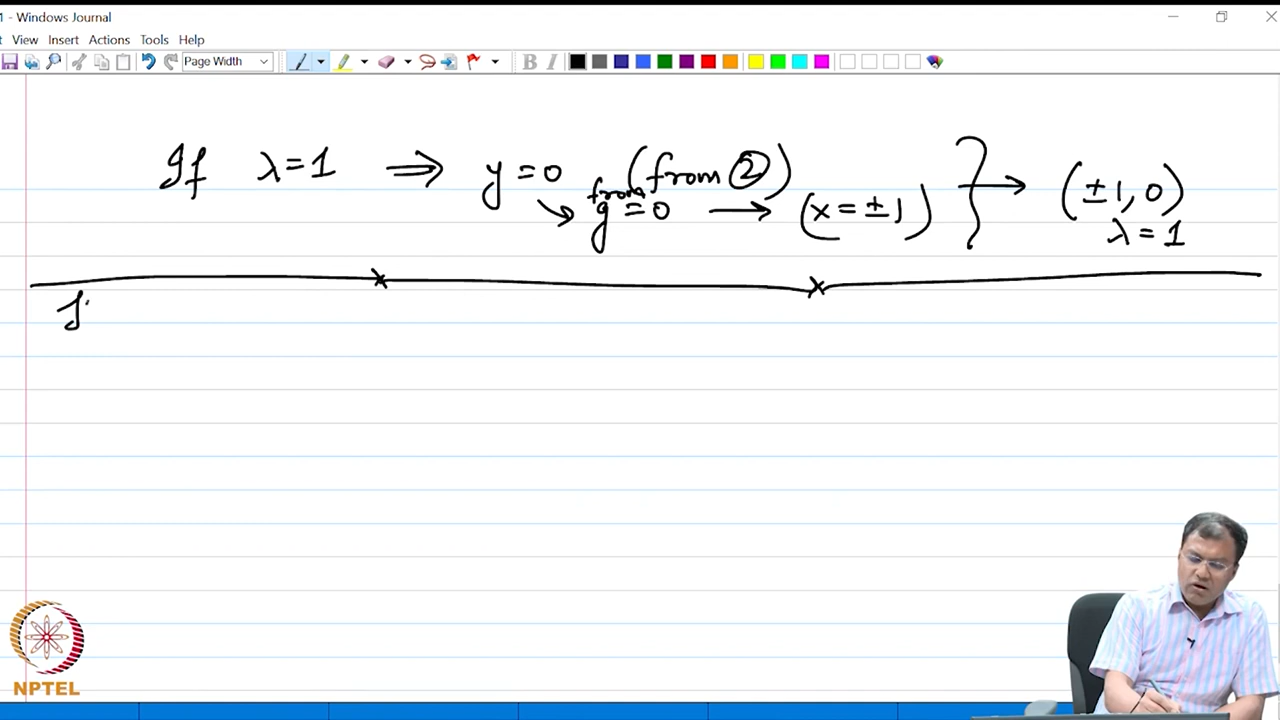 1 - Windows Journal
t View Insert Actions Tools Help
Page Width
B I
If λ=1 ⇒ y=0 (from ②)
from g=0 → (x=±1) } → (±1,0)
λ=1
NPTEL